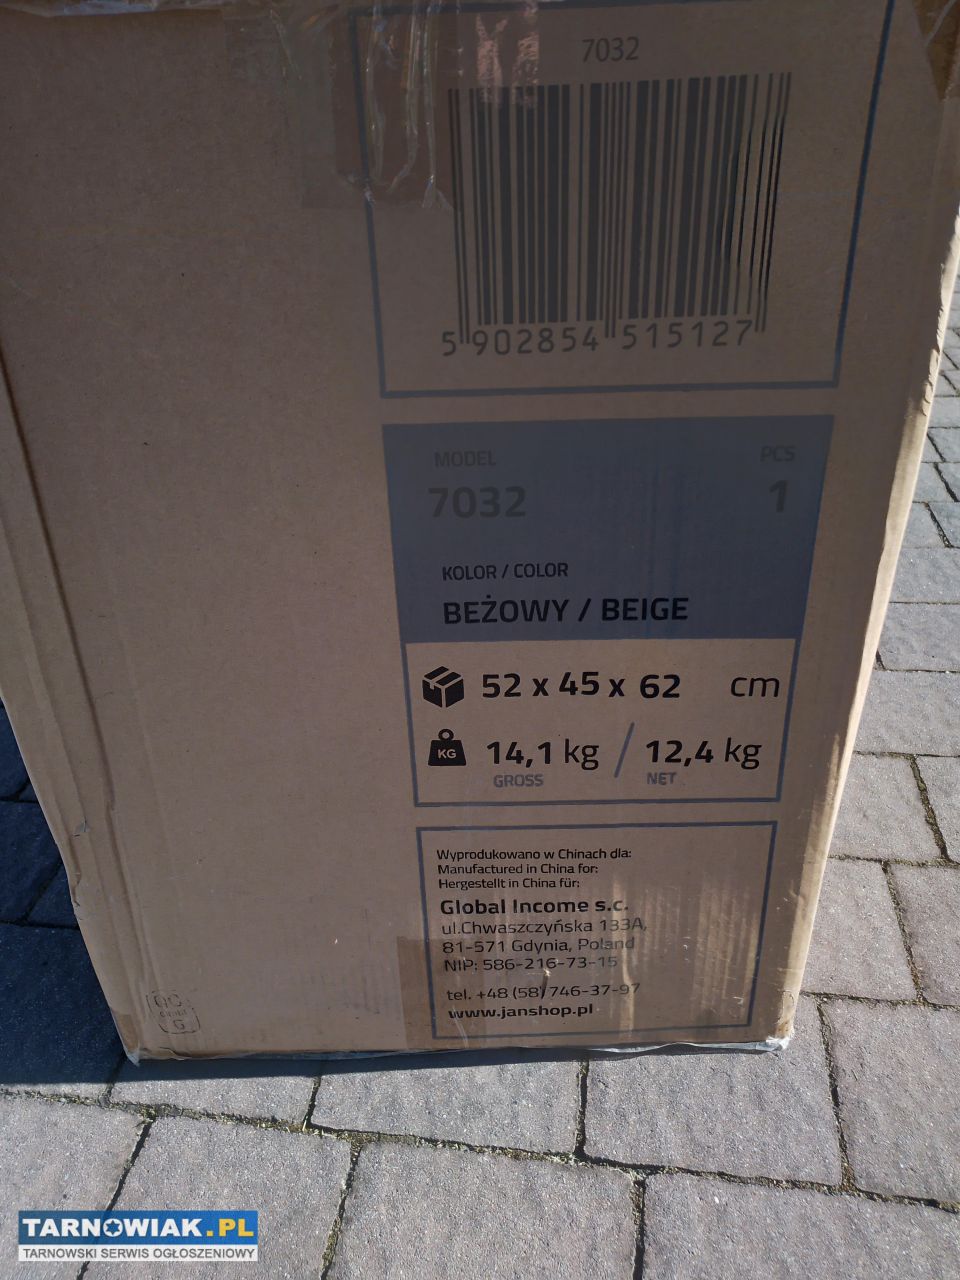 7032
5 902854 515127
MODEL PCS
7032 1
KOLOR / COLOR
BEŻOWY / BEIGE
52 x 45 x 62 cm
KG 14,1 kg / 12,4 kg
GROSS NET
Wyprodukowano w Chinach dla:
Manufactured in China for:
Hergestellt in China für:
Global Income s.c.
ul.Chwaszczyńska 133A,
81-571 Gdynia, Poland
NIP: 586-216-73-15
tel. +48 (58) 746-37-97
www.janshop.pl
QC
G
TARNOWIAK.PL
TARNOWSKI SERWIS OGŁOSZENIOWY